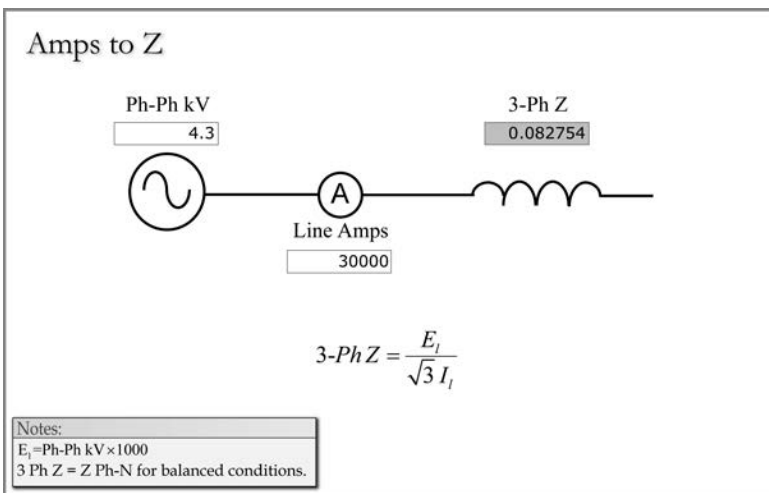 Amps to Z
Ph-Ph kV
4.3
3-Ph Z
0.082754
A
Line Amps
30000
3-Ph Z = E_l / √3 I_l
Notes:
E_l=Ph-Ph kV×1000
3 Ph Z = Z Ph-N for balanced conditions.